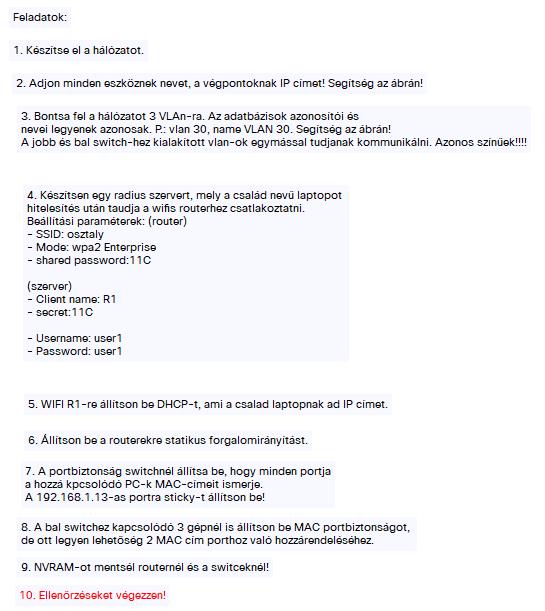 Feladatok:
1. Készítse el a hálózatot.
2. Adjon minden eszköznek nevet, a végpontoknak IP címet! Segítség az ábrán!
3. Bontsa fel a hálózatot 3 VLAn-ra. Az adatbázisok azonosítói és
nevei legyenek azonosak. P.: vlan 30, name VLAN 30. Segítség az ábrán!
A jobb és bal switch-hez kialakított vlan-ok egymással tudjanak kommunikálni. Azonos színűek!!!!
4. Készítsen egy radius szervert, mely a család nevű laptopot
hitelesítés után taudja a wifis routerhez csatlakoztatni.
Beállítási paraméterek: (router)
- SSID: osztaly
- Mode: wpa2 Enterprise
- shared password:11C
(szerver)
- Client name: R1
- secret:11C
- Username: user1
- Password: user1
5. WIFI R1-re állítson be DHCP-t, ami a csalad laptopnak ad IP címet.
6. Állítson be a routerekre statikus forgalomirányítást.
7. A portbiztonság switchnél állítsa be, hogy minden portja
a hozzá kpcsolódó PC-k MAC-címeit ismerje.
A 192.168.1.13-as portra sticky-t állítson be!
8. A bal switchez kapcsolódó 3 gépnél is állítson be MAC portbiztonságot,
de ott legyen lehetőség 2 MAC cím porthoz való hozzárendeléséhez.
9. NVRAM-ot mentsél routernél és a switceknél!
10. Ellenőrzéseket végezzen!